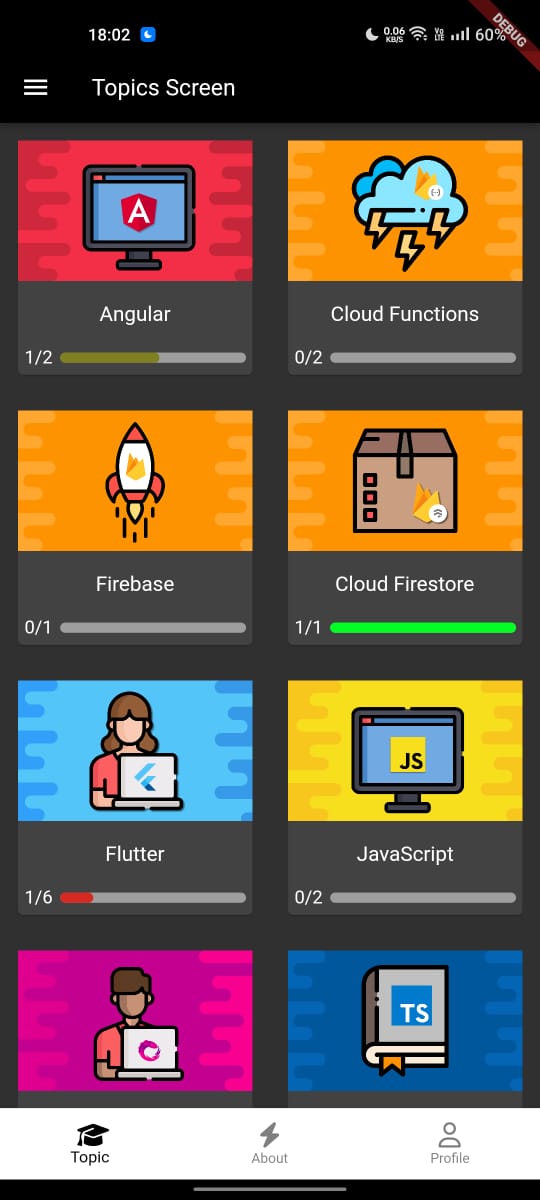 18:02
0.06
KB/S
Vo
LTE
60%
DEBUG
Topics Screen
A
Angular
Cloud Functions
1/2
0/2
Firebase
Cloud Firestore
0/1
1/1
JS
Flutter
JavaScript
1/6
0/2
TS
Topic
About
Profile